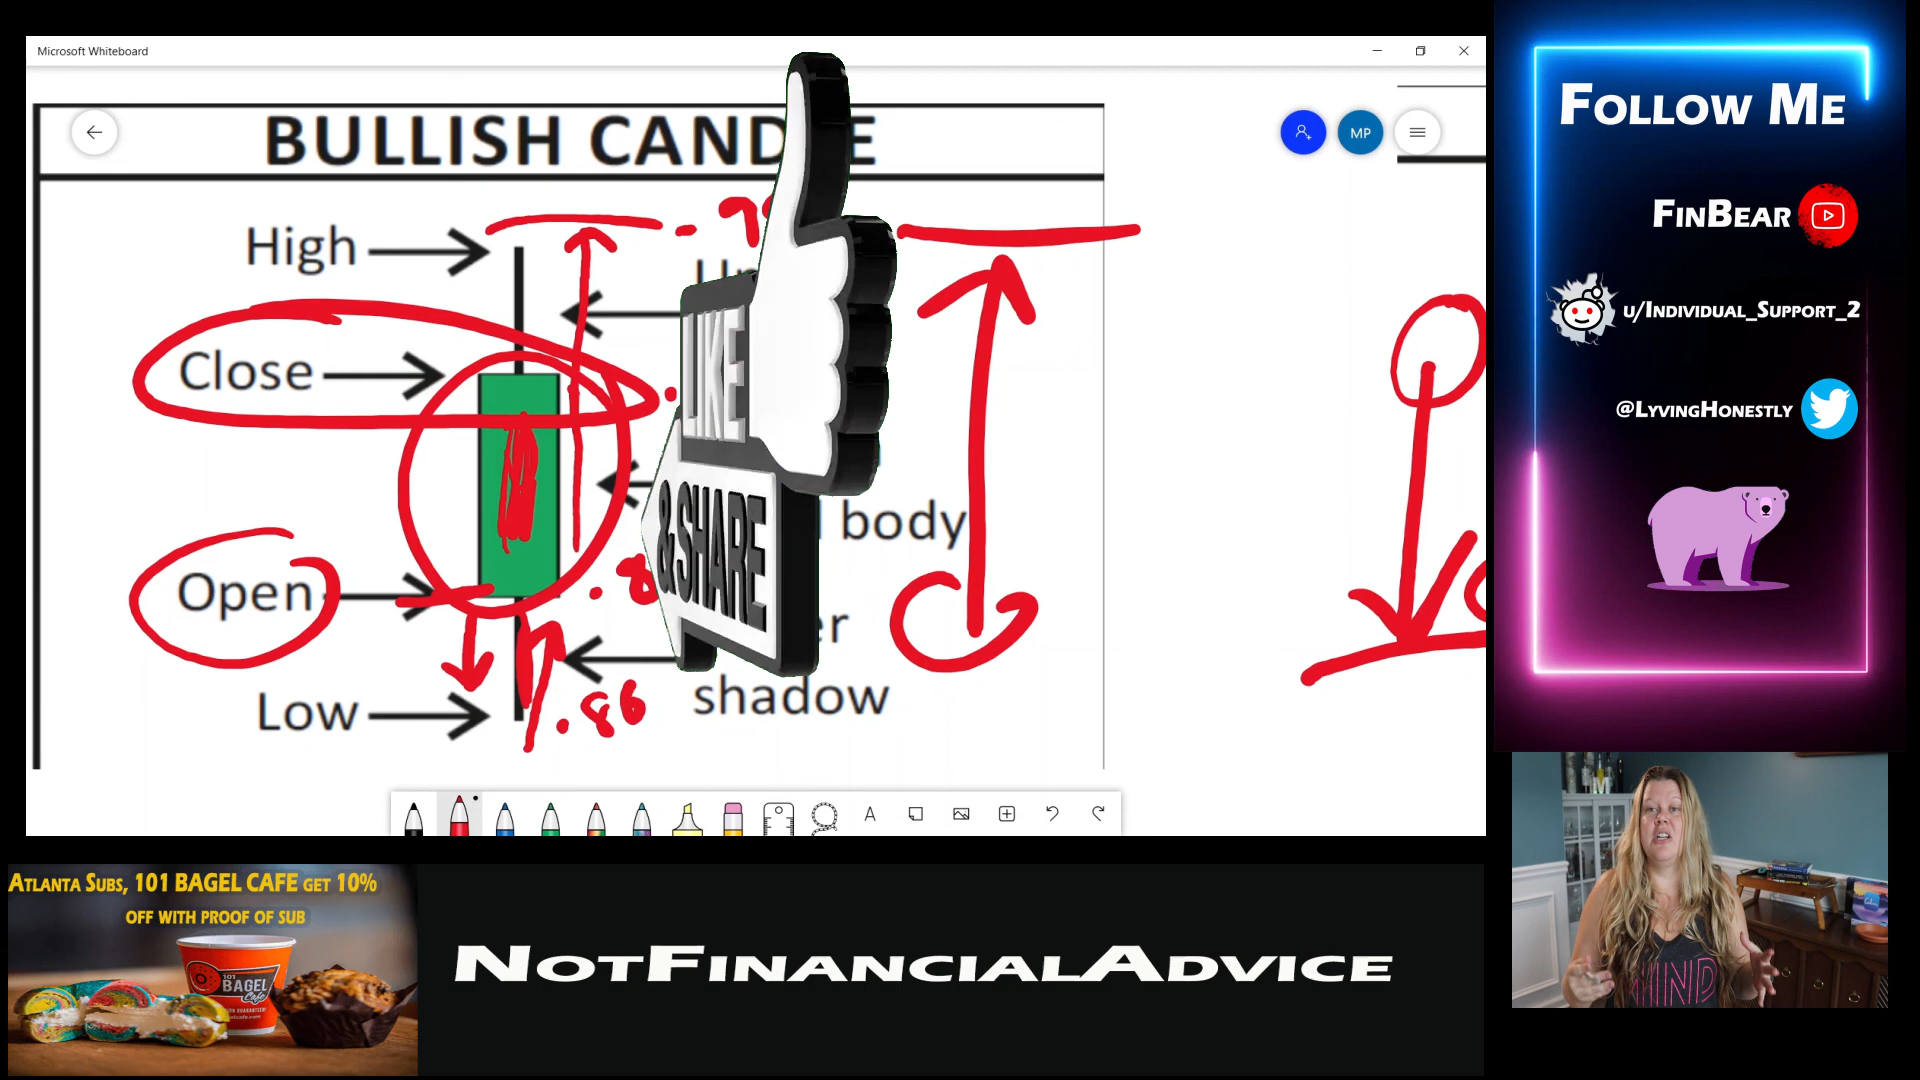 Microsoft Whiteboard
BULLISH CANDLE
MP
High
Close
body
Open
Low
shadow
.86
LIKE
& SHARE
FOLLOW ME
FINBEAR
U/INDIVIDUAL_SUPPORT_2
@LYVINGHONESTLY
ATLANTA SUBS, 101 BAGEL CAFE GET 10%
OFF WITH PROOF OF SUB
101
BAGEL
Cafe
NOTFINANCIALADVICE